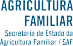 AGRICULTURA
FAMILIAR
Secretaria de Estado da
Agricultura Familiar / SAF